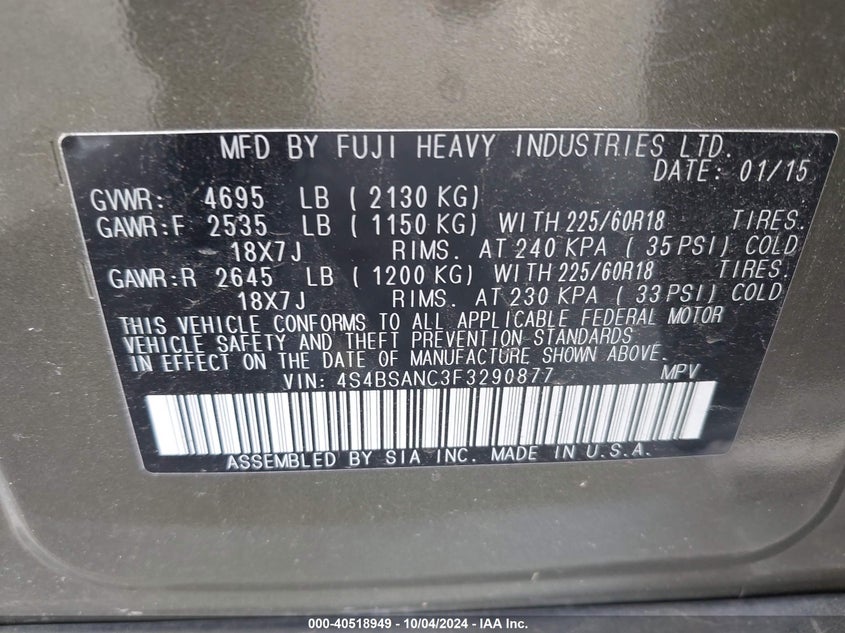 MFD BY FUJI HEAVY INDUSTRIES LTD.
DATE: 01/15
GVWR: 4695 LB ( 2130 KG)
GAWR:F 2535 LB ( 1150 KG) WITH 225/60R18 TIRES.
18X7J RIMS. AT 240 KPA ( 35 PSI) COLD
GAWR:R 2645 LB ( 1200 KG) WITH 225/60R18 TIRES.
18X7J RIMS. AT 230 KPA ( 33 PSI) COLD
THIS VEHICLE CONFORMS TO ALL APPLICABLE FEDERAL MOTOR
VEHICLE SAFETY AND THEFT PREVENTION STANDARDS
IN EFFECT ON THE DATE OF MANUFACTURE SHOWN ABOVE.
VIN: 4S4BSANC3F3290877 MPV
ASSEMBLED BY SIA INC. MADE IN U.S.A.
000-40518949 - 10/04/2024 - IAA Inc.